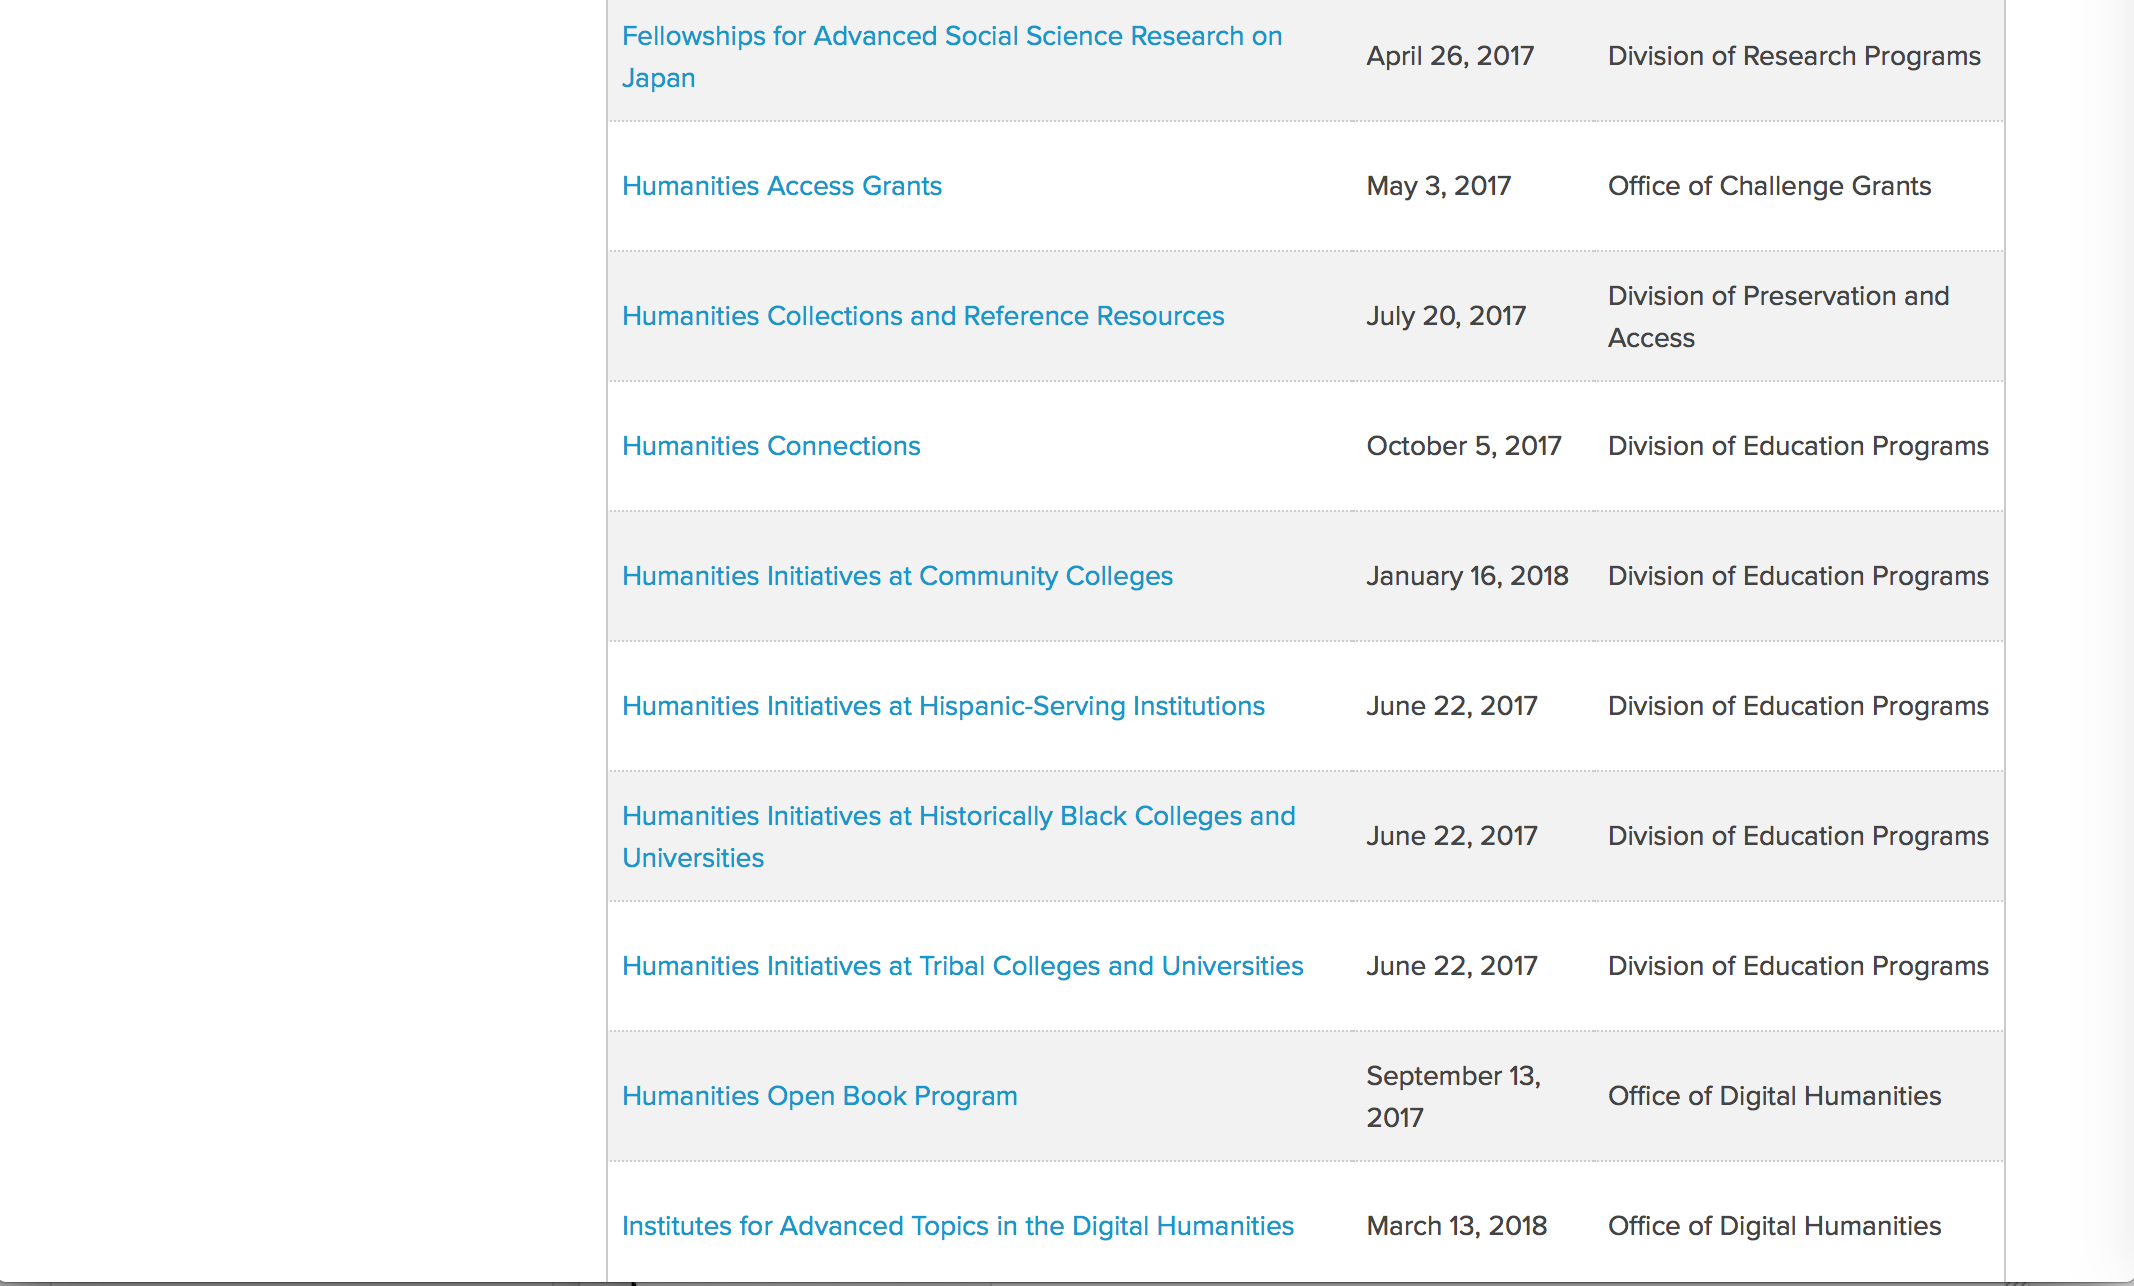 Fellowships for Advanced Social Science Research on
Japan
April 26, 2017
Division of Research Programs
Humanities Access Grants
May 3, 2017
Office of Challenge Grants
Humanities Collections and Reference Resources
July 20, 2017
Division of Preservation and
Access
Humanities Connections
October 5, 2017
Division of Education Programs
Humanities Initiatives at Community Colleges
January 16, 2018
Division of Education Programs
Humanities Initiatives at Hispanic-Serving Institutions
June 22, 2017
Division of Education Programs
Humanities Initiatives at Historically Black Colleges and
Universities
June 22, 2017
Division of Education Programs
Humanities Initiatives at Tribal Colleges and Universities
June 22, 2017
Division of Education Programs
Humanities Open Book Program
September 13,
2017
Office of Digital Humanities
Institutes for Advanced Topics in the Digital Humanities
March 13, 2018
Office of Digital Humanities